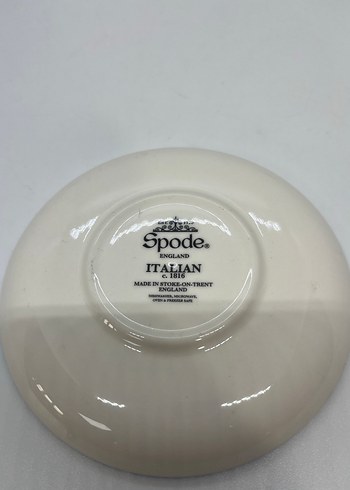 Spode®
ENGLAND
ITALIAN
c. 1816
MADE IN STOKE-ON-TRENT
ENGLAND
DISHWASHER, MICROWAVE,
OVEN & FREEZER SAFE